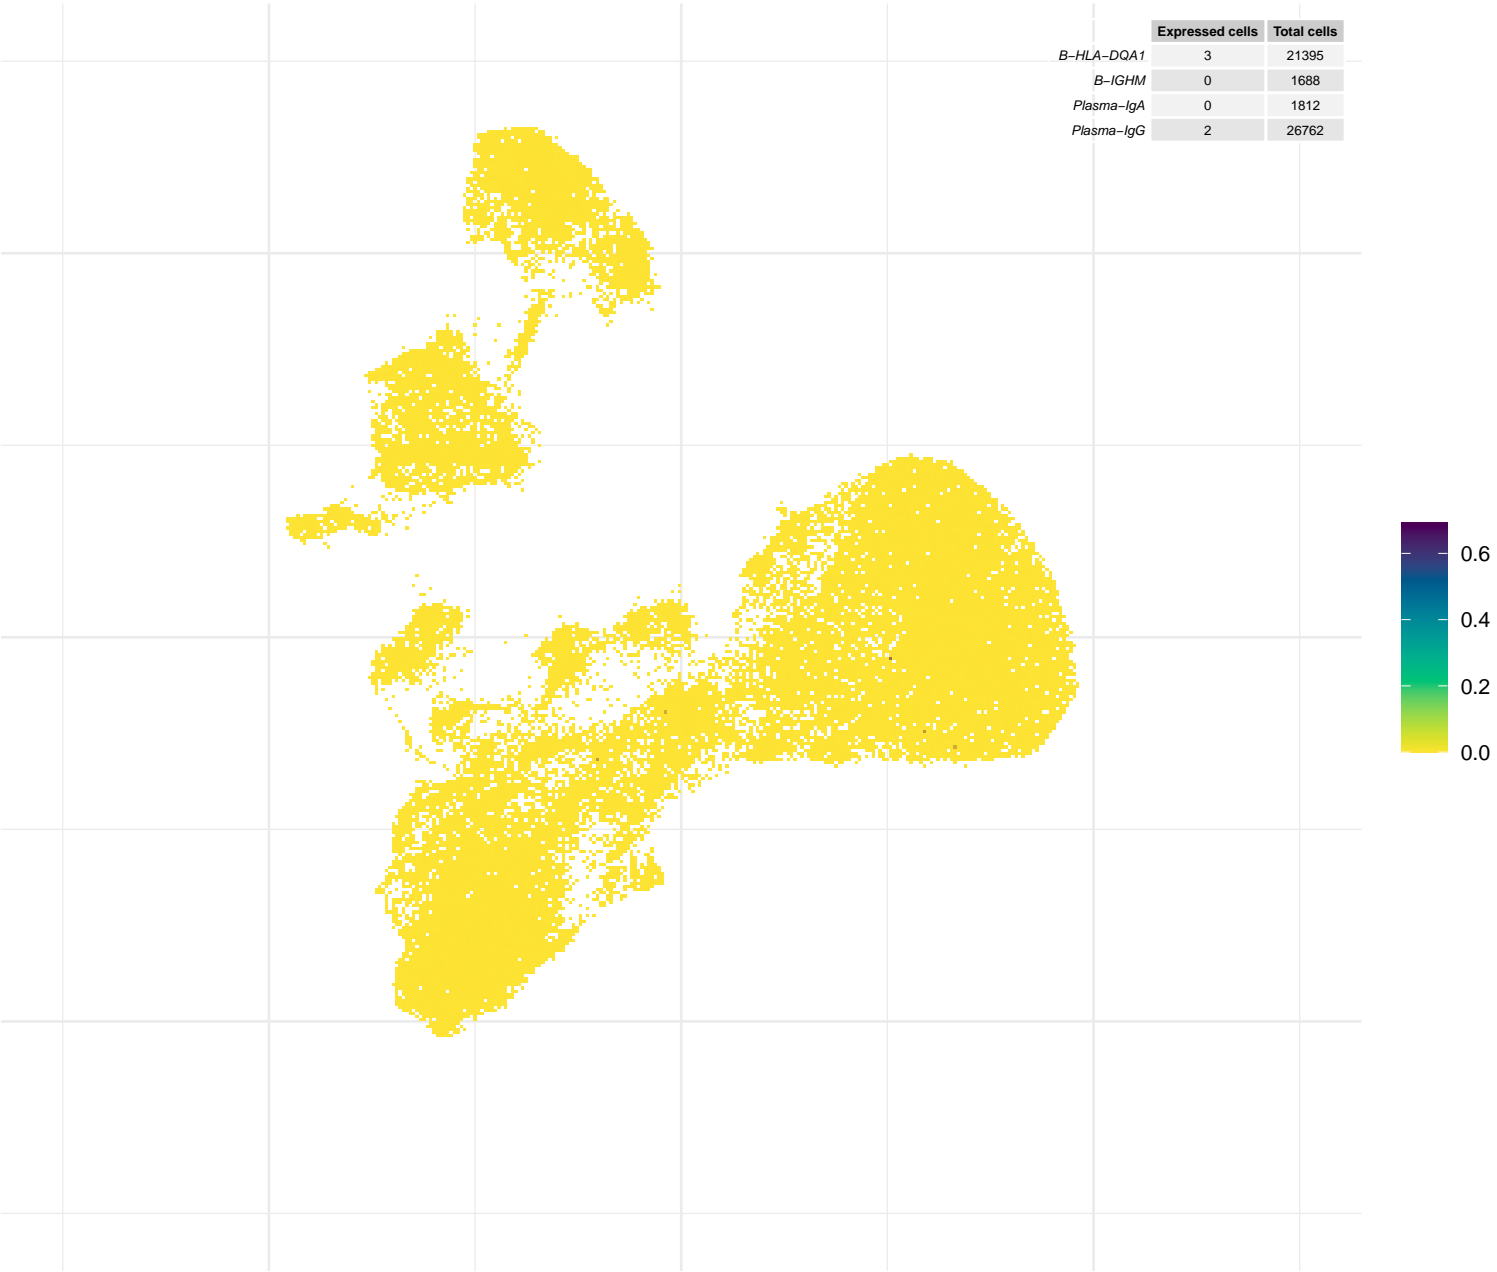 Expressed cells Total cells
B−HLA−DQA1 3 21395
B−IGHM 0 1688
Plasma−IgA 0 1812
Plasma−IgG 2 26762
0.6
0.4
0.2
0.0